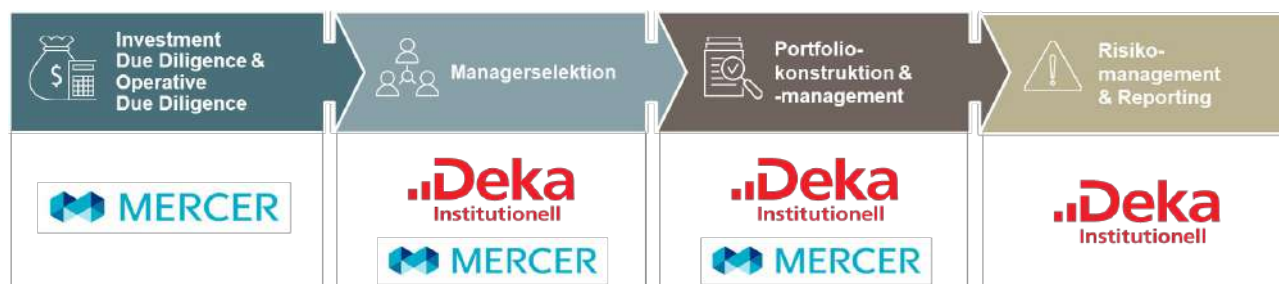 Investment
Due Diligence &
Operative
Due Diligence
$
Managerselektion
Portfolio-
konstruktion &
-management
Risiko-
management
& Reporting
MERCER
Deka
Institutionell
MERCER
Deka
Institutionell
MERCER
Deka
Institutionell